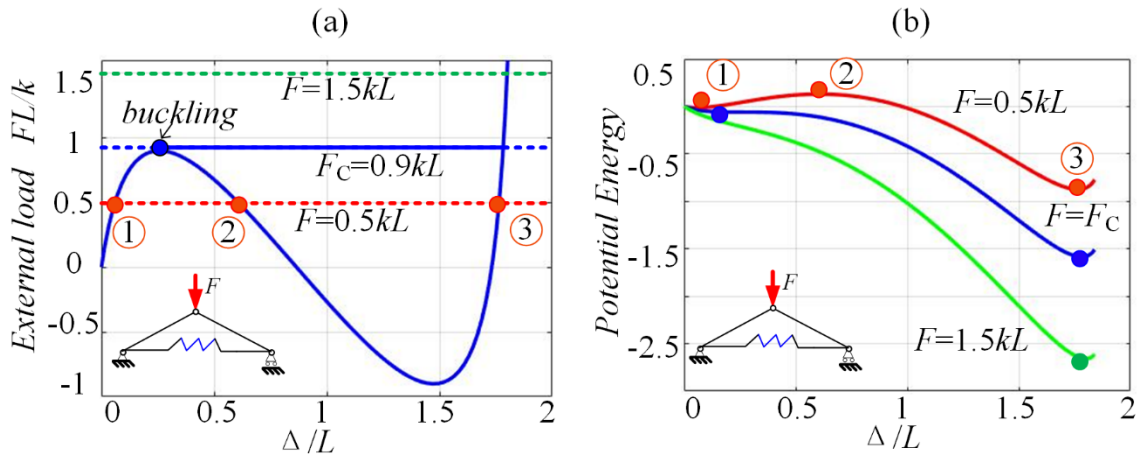 (a)
External load FL/k
1.5
1
0.5
0
-0.5
-1
F=1.5kL
buckling
F_C=0.9kL
F=0.5kL
1
2
3
F
0
0.5
1
1.5
2
Δ/L
(b)
Potential Energy
0.5
-0.5
-1.5
-2.5
1
2
F=0.5kL
3
F=F_C
F=1.5kL
F
0
0.5
1
1.5
2
Δ/L